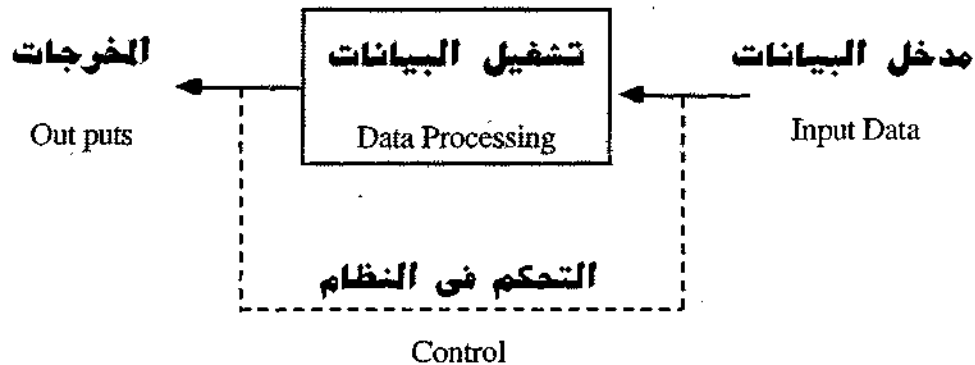 مدخل البيانات
Input Data
تشغيل البيانات
Data Processing
المخرجات
Out puts
التحكم فى النظام
Control